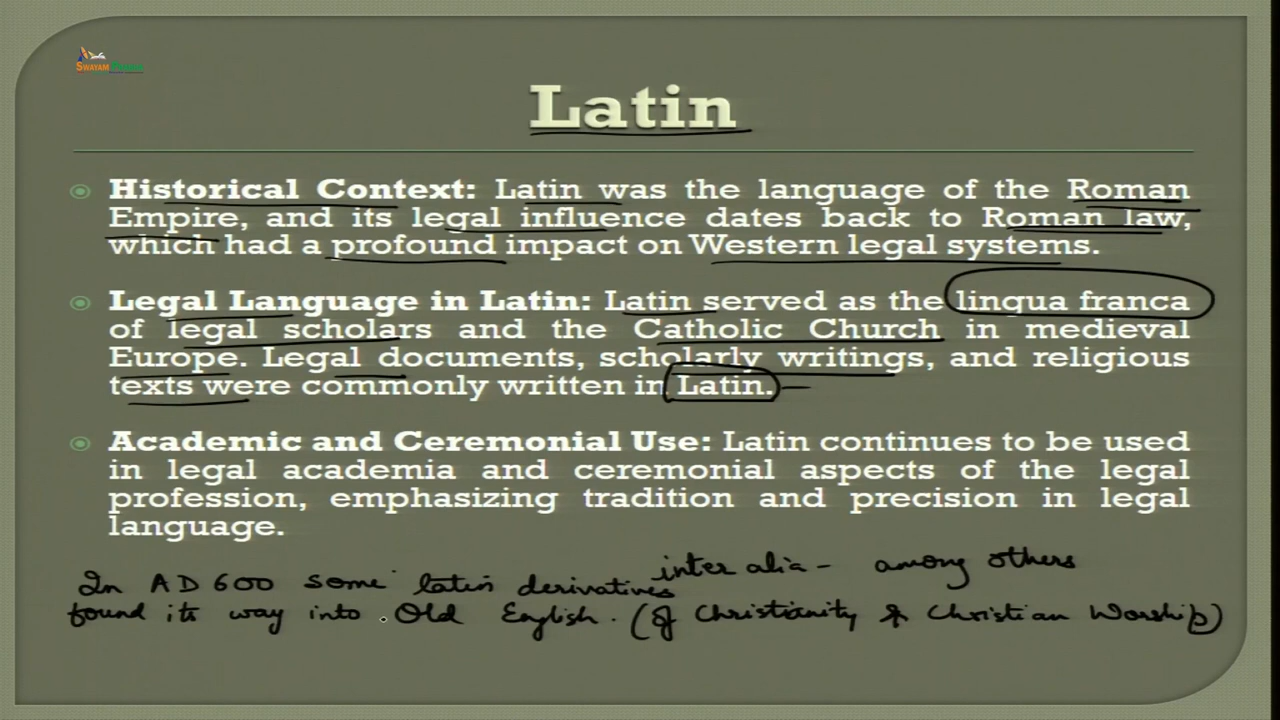 SWAYAM PRABHA
Latin
Historical Context: Latin was the language of the Roman
Empire, and its legal influence dates back to Roman law,
which had a profound impact on Western legal systems.
Legal Language in Latin: Latin served as the lingua franca
of legal scholars and the Catholic Church in medieval
Europe. Legal documents, scholarly writings, and religious
texts were commonly written in Latin.
Academic and Ceremonial Use: Latin continues to be used
in legal academia and ceremonial aspects of the legal
profession, emphasizing tradition and precision in legal
language.
inter alia - among others
In AD 600 some latin derivatives
found its way into Old English. (of Christianity & Christian Worship)